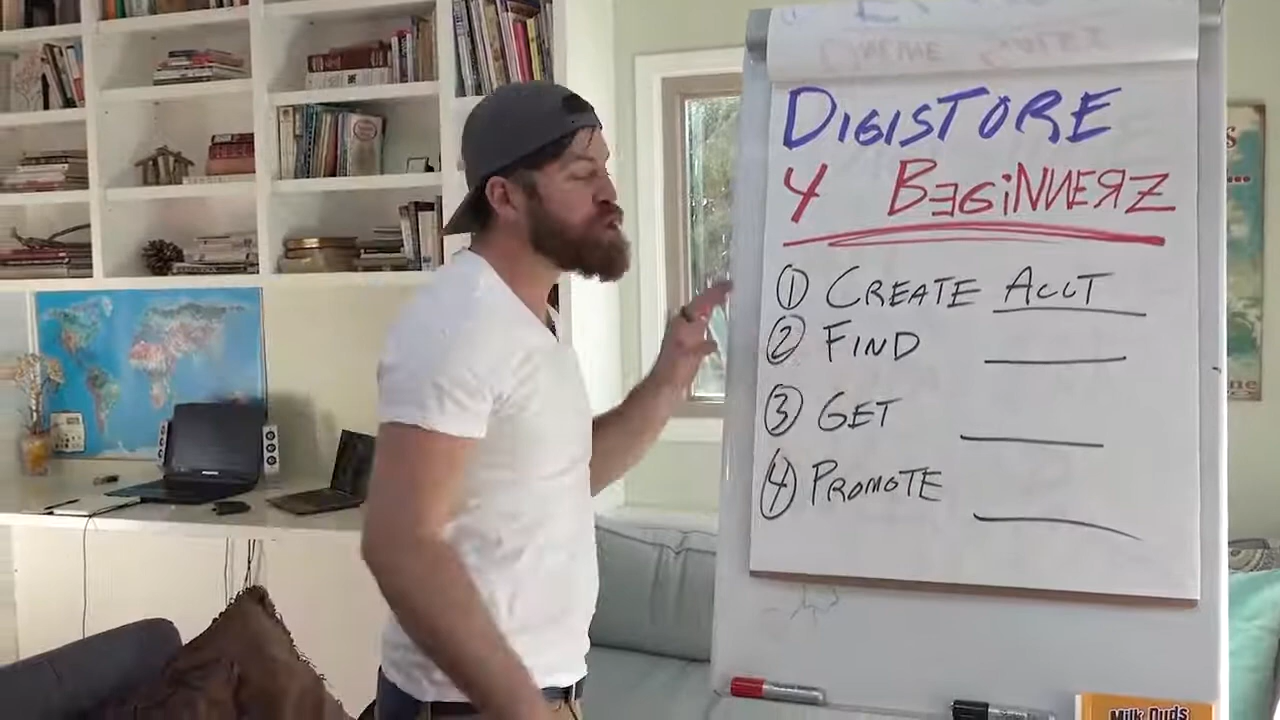 DIGISTORE
4 BEGINNERZ
① CREATE ACCT
② FIND
③ GET
④ PROMOTE
Milk Duds